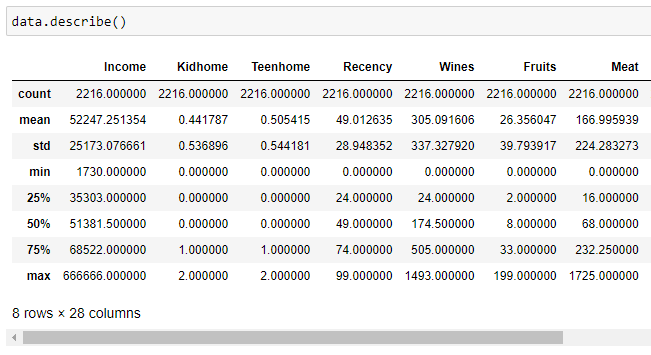 data.describe()
Income Kidhome Teenhome Recency Wines Fruits Meat
count 2216.000000 2216.000000 2216.000000 2216.000000 2216.000000 2216.000000 2216.000000
mean 52247.251354 0.441787 0.505415 49.012635 305.091606 26.356047 166.995939
std 25173.076661 0.536896 0.544181 28.948352 337.327920 39.793917 224.283273
min 1730.000000 0.000000 0.000000 0.000000 0.000000 0.000000 0.000000
25% 35303.000000 0.000000 0.000000 24.000000 24.000000 2.000000 16.000000
50% 51381.500000 0.000000 0.000000 49.000000 174.500000 8.000000 68.000000
75% 68522.000000 1.000000 1.000000 74.000000 505.000000 33.000000 232.250000
max 666666.000000 2.000000 2.000000 99.000000 1493.000000 199.000000 1725.000000
8 rows × 28 columns